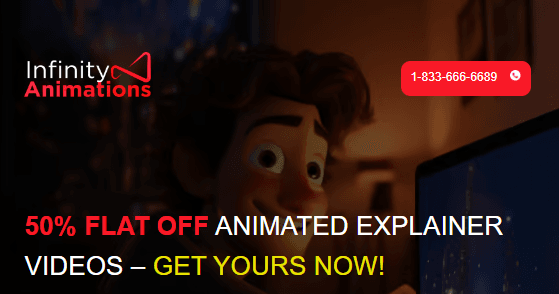 Infinity
Animations
1-833-666-6689
50% FLAT OFF ANIMATED EXPLAINER
VIDEOS – GET YOURS NOW!